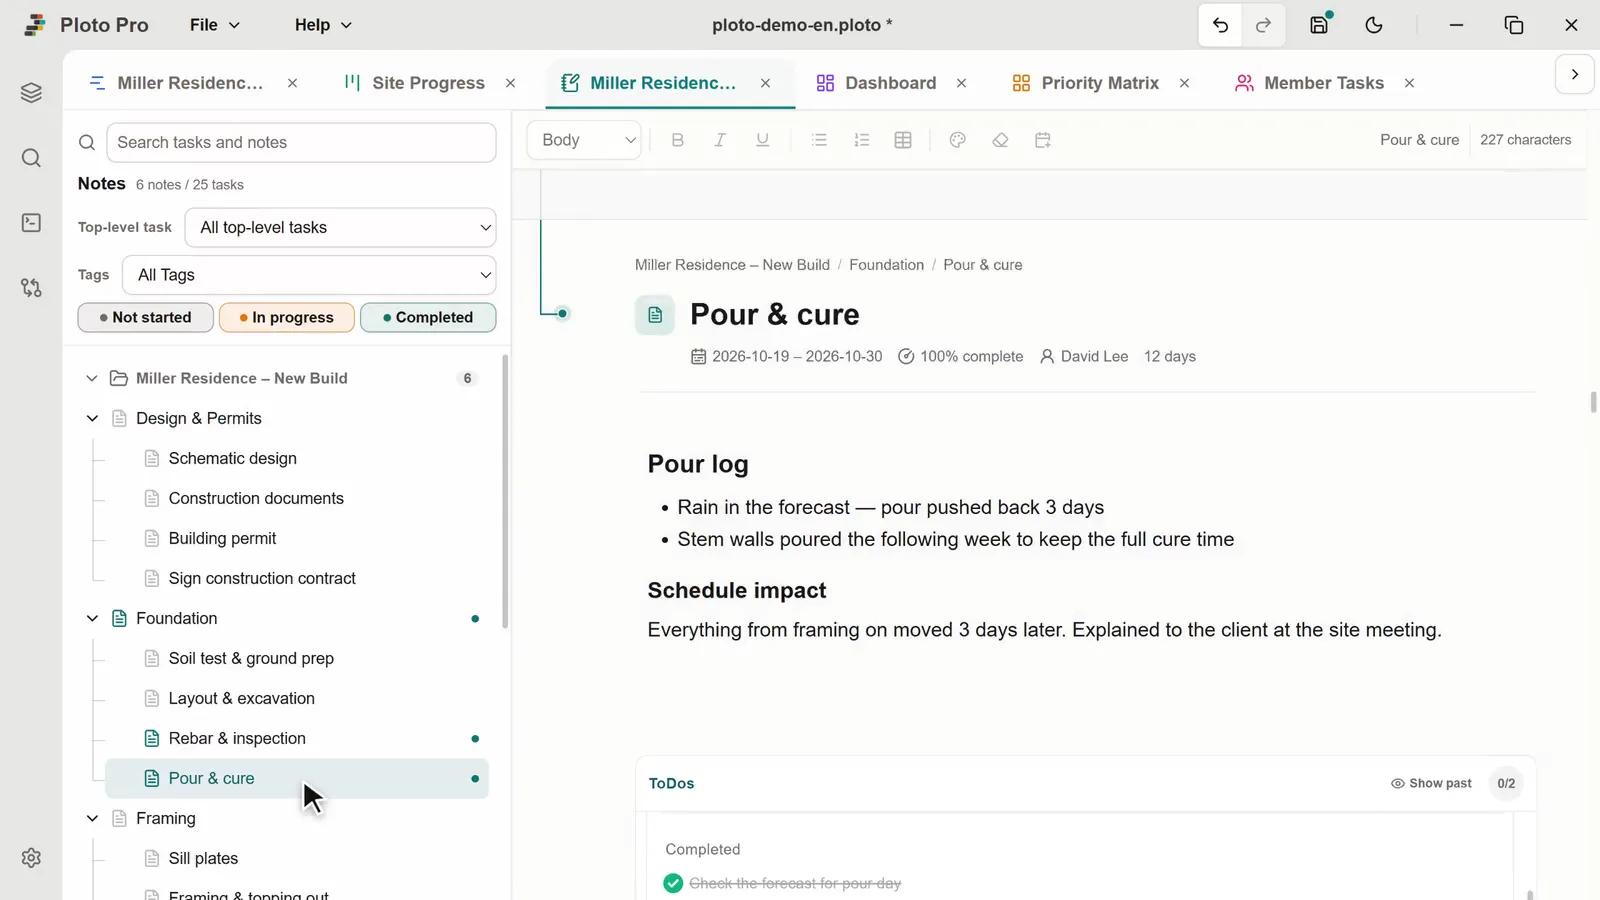 Ploto Pro File Help ploto-demo-en.ploto *
Miller Residenc... Site Progress Miller Residenc... Dashboard Priority Matrix Member Tasks
Search tasks and notes
Notes 6 notes / 25 tasks
Top-level task All top-level tasks
Tags All Tags
Not started In progress Completed
Miller Residence – New Build 6
Design & Permits
Schematic design
Construction documents
Building permit
Sign construction contract
Foundation
Soil test & ground prep
Layout & excavation
Rebar & inspection
Pour & cure
Framing
Sill plates
Framing & topping out
Body B I U Pour & cure 227 characters
Miller Residence – New Build / Foundation / Pour & cure
Pour & cure
2026-10-19 – 2026-10-30 100% complete David Lee 12 days
Pour log
• Rain in the forecast — pour pushed back 3 days
• Stem walls poured the following week to keep the full cure time
Schedule impact
Everything from framing on moved 3 days later. Explained to the client at the site meeting.
ToDos Show past 0/2
Completed
Check the forecast for pour day